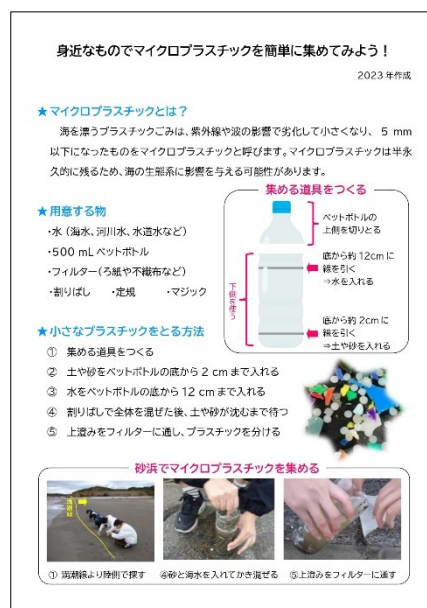 身近なものでマイクロプラスチックを簡単に集めてみよう！
2023年作成
★マイクロプラスチックとは？
海を漂うプラスチックごみは、紫外線や波の影響で劣化して小さくなり、 5 mm
以下になったものをマイクロプラスチックと呼びます。マイクロプラスチックは半永
久的に残るため、海の生態系に影響を与える可能性があります。
★用意する物
・水（海水、河川水、水道水など）
・500 mLペットボトル
・フィルター（ろ紙や不織布など）
・割りばし ・定規 ・マジック
集める道具をつくる
ペットボトルの
上側を切りとる
底から約12cmに
線を引く
⇒水を入れる
下側を使う
底から約2cmに
線を引く
⇒土や砂を入れる
★小さなプラスチックをとる方法
① 集める道具をつくる
② 土や砂をペットボトルの底から 2 cm まで入れる
③ 水をペットボトルの底から 12 cm まで入れる
④ 割りばしで全体を混ぜた後、土や砂が沈むまで待つ
⑤ 上澄みをフィルターに通し、プラスチックを分ける
砂浜でマイクロプラスチックを集める
満潮線
① 満潮線より陸側で探す
④砂と海水を入れてかき混ぜる
⑤上澄みをフィルターに通す